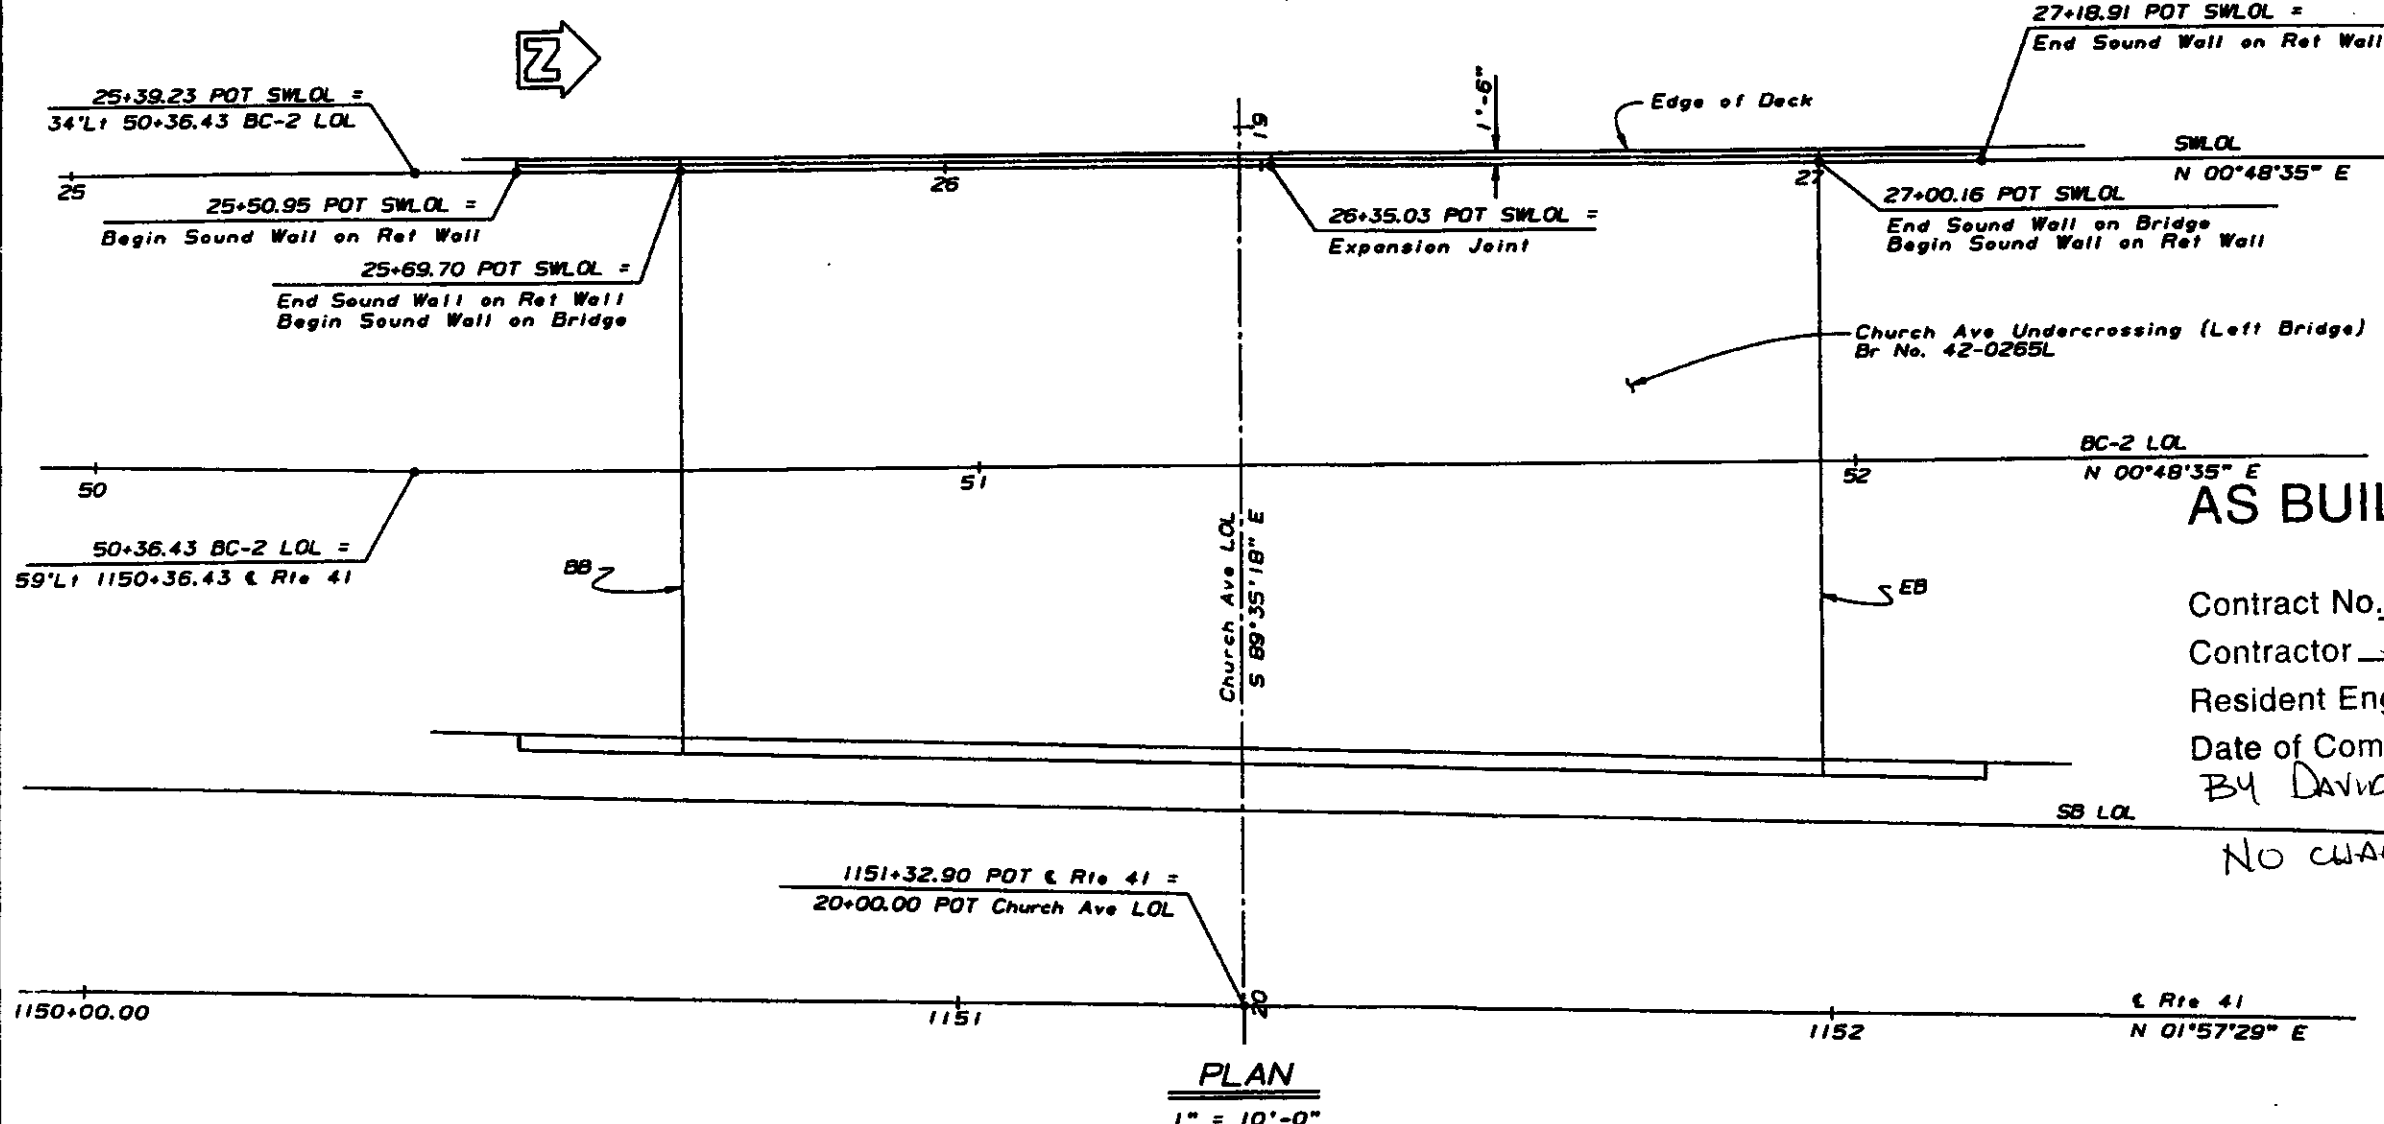 27+18.91 POT SWLOL =
End Sound Wall on Ret Wall
N
25+39.23 POT SWLOL =
34'Lt 50+36.43 BC-2 LOL
19
1'-6"
Edge of Deck
SWLOL
N 00°48'35" E
25
26
27
25+50.95 POT SWLOL =
Begin Sound Wall on Ret Wall
26+35.03 POT SWLOL =
Expansion Joint
27+00.16 POT SWLOL
End Sound Wall on Bridge
Begin Sound Wall on Ret Wall
25+69.70 POT SWLOL =
End Sound Wall on Ret Wall
Begin Sound Wall on Bridge
Church Ave Undercrossing (Left Bridge)
Br No. 42-0265L
BC-2 LOL
N 00°48'35" E
50
51
52
AS BUIL
50+36.43 BC-2 LOL =
59'Lt 1150+36.43 ℄ Rte 41
BB
Church Ave LOL
S 89°35'18" E
EB
Contract No.
Contractor
Resident Eng
Date of Com
BY DAVID
SB LOL
NO CHA
1151+32.90 POT ℄ Rte 41 =
20+00.00 POT Church Ave LOL
20
1150+00.00
1151
1152
℄ Rte 41
N 01°57'29" E
PLAN
1" = 10'-0"